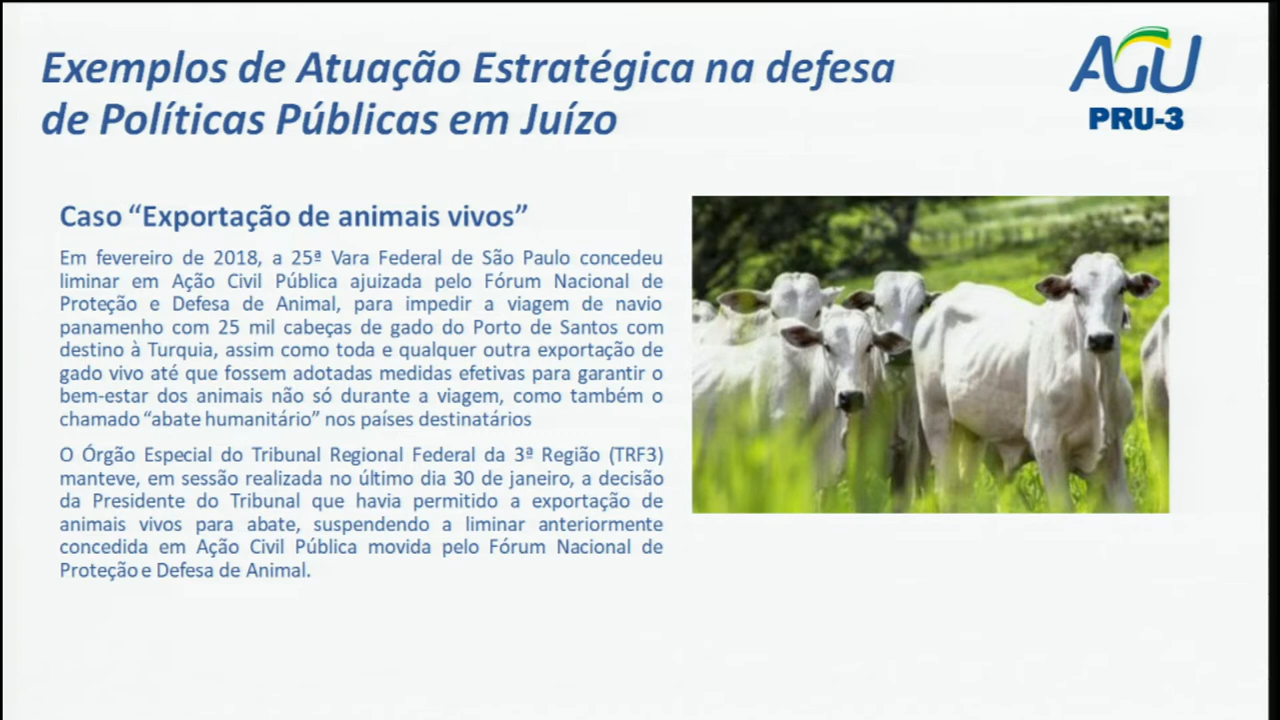 Exemplos de Atuação Estratégica na defesa
de Políticas Públicas em Juízo
AGU
PRU-3
Caso “Exportação de animais vivos”
Em fevereiro de 2018, a 25ª Vara Federal de São Paulo concedeu
liminar em Ação Civil Pública ajuizada pelo Fórum Nacional de
Proteção e Defesa de Animal, para impedir a viagem de navio
panamenho com 25 mil cabeças de gado do Porto de Santos com
destino à Turquia, assim como toda e qualquer outra exportação de
gado vivo até que fossem adotadas medidas efetivas para garantir o
bem-estar dos animais não só durante a viagem, como também o
chamado “abate humanitário” nos países destinatários
O Órgão Especial do Tribunal Regional Federal da 3ª Região (TRF3)
manteve, em sessão realizada no último dia 30 de janeiro, a decisão
da Presidente do Tribunal que havia permitido a exportação de
animais vivos para abate, suspendendo a liminar anteriormente
concedida em Ação Civil Pública movida pelo Fórum Nacional de
Proteção e Defesa de Animal.